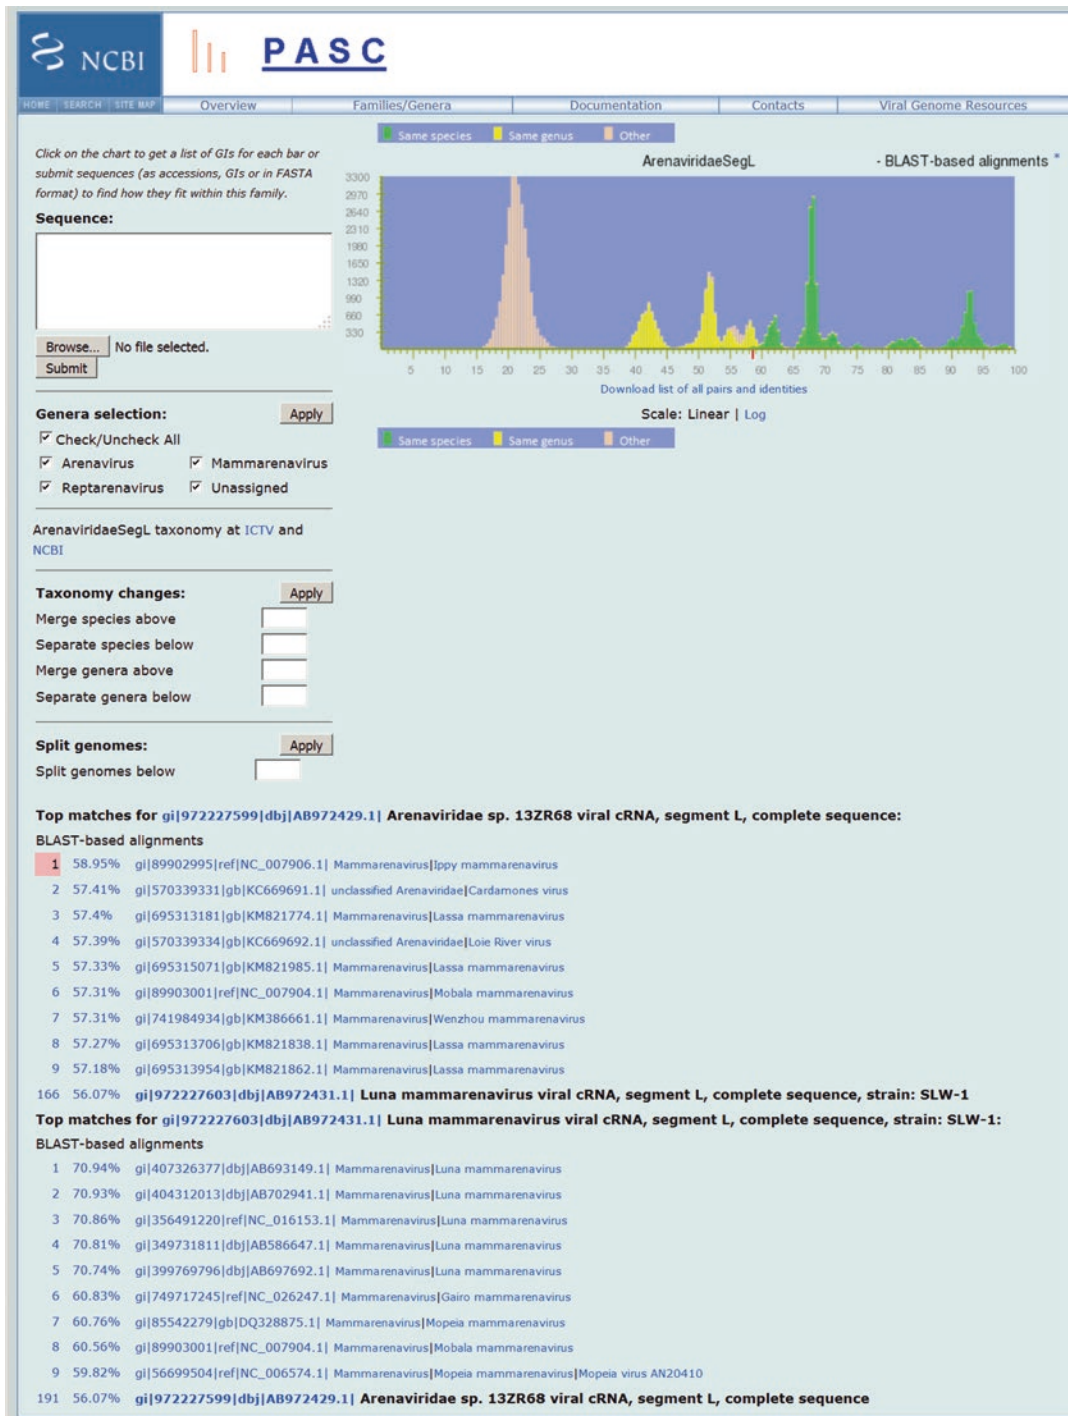 NCBI
PASC
HOME SEARCH SITE MAP Overview Families/Genera Documentation Contacts Viral Genome Resources
Same species Same genus Other
Click on the chart to get a list of GIs for each bar or
submit sequences (as accessions, GIs or in FASTA
format) to find how they fit within this family.
Sequence:
Browse... No file selected.
Submit
ArenaviridaeSegL - BLAST-based alignments *
3300
2970
2640
2310
1980
1650
1320
990
660
330
5 10 15 20 25 30 35 40 45 50 55 60 65 70 75 80 85 90 95 100
Download list of all pairs and identities
Scale: Linear | Log
Same species Same genus Other
Genera selection: Apply
Check/Uncheck All
Arenavirus Mammarenavirus
Reptarenavirus Unassigned
ArenaviridaeSegL taxonomy at ICTV and
NCBI
Taxonomy changes: Apply
Merge species above
Separate species below
Merge genera above
Separate genera below
Split genomes: Apply
Split genomes below
Top matches for gi|972227599|dbj|AB972429.1| Arenaviridae sp. 13ZR68 viral cRNA, segment L, complete sequence:
BLAST-based alignments
1 58.95% gi|89902995|ref|NC_007906.1| Mammarenavirus|Ippy mammarenavirus
2 57.41% gi|570339331|gb|KC669691.1| unclassified Arenaviridae|Cardamones virus
3 57.4% gi|695313181|gb|KM821774.1| Mammarenavirus|Lassa mammarenavirus
4 57.39% gi|570339334|gb|KC669692.1| unclassified Arenaviridae|Loie River virus
5 57.33% gi|695315071|gb|KM821985.1| Mammarenavirus|Lassa mammarenavirus
6 57.31% gi|89903001|ref|NC_007904.1| Mammarenavirus|Mobala mammarenavirus
7 57.31% gi|741984934|gb|KM386661.1| Mammarenavirus|Wenzhou mammarenavirus
8 57.27% gi|695313706|gb|KM821838.1| Mammarenavirus|Lassa mammarenavirus
9 57.18% gi|695313954|gb|KM821862.1| Mammarenavirus|Lassa mammarenavirus
166 56.07% gi|972227603|dbj|AB972431.1| Luna mammarenavirus viral cRNA, segment L, complete sequence, strain: SLW-1
Top matches for gi|972227603|dbj|AB972431.1| Luna mammarenavirus viral cRNA, segment L, complete sequence, strain: SLW-1:
BLAST-based alignments
1 70.94% gi|407326377|dbj|AB693149.1| Mammarenavirus|Luna mammarenavirus
2 70.93% gi|404312013|dbj|AB702941.1| Mammarenavirus|Luna mammarenavirus
3 70.86% gi|356491220|ref|NC_016153.1| Mammarenavirus|Luna mammarenavirus
4 70.81% gi|349731811|dbj|AB586647.1| Mammarenavirus|Luna mammarenavirus
5 70.74% gi|399769796|dbj|AB697692.1| Mammarenavirus|Luna mammarenavirus
6 60.83% gi|749717245|ref|NC_026247.1| Mammarenavirus|Gairo mammarenavirus
7 60.76% gi|85542279|gb|DQ328875.1| Mammarenavirus|Mopeia mammarenavirus
8 60.56% gi|89903001|ref|NC_007904.1| Mammarenavirus|Mobala mammarenavirus
9 59.82% gi|56699504|ref|NC_006574.1| Mammarenavirus|Mopeia mammarenavirus|Mopeia virus AN20410
191 56.07% gi|972227599|dbj|AB972429.1| Arenaviridae sp. 13ZR68 viral cRNA, segment L, complete sequence